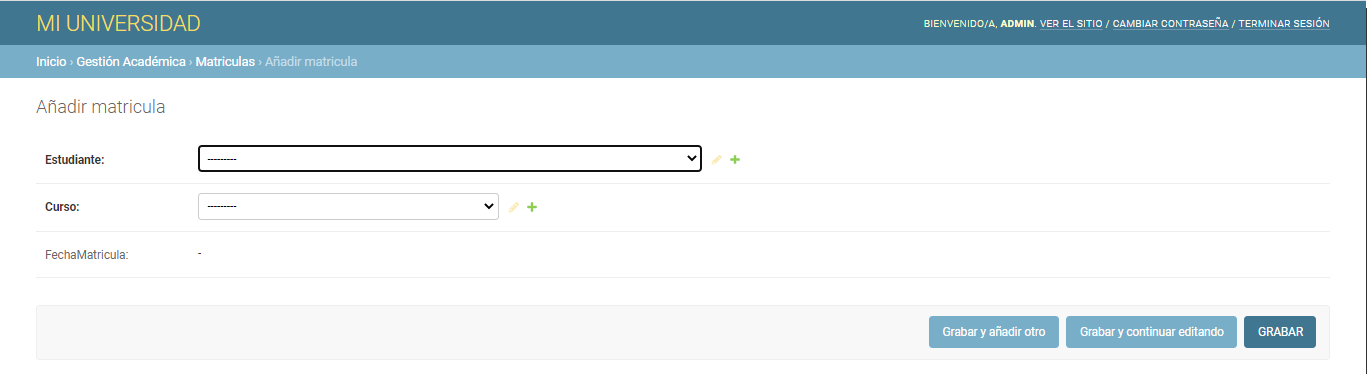 MI UNIVERSIDAD
BIENVENIDO/A, ADMIN. VER EL SITIO / CAMBIAR CONTRASEÑA / TERMINAR SESIÓN
Inicio › Gestión Académica › Matriculas › Añadir matricula
Añadir matricula
Estudiante: ---------
Curso: ---------
FechaMatricula: -
Grabar y añadir otro Grabar y continuar editando GRABAR